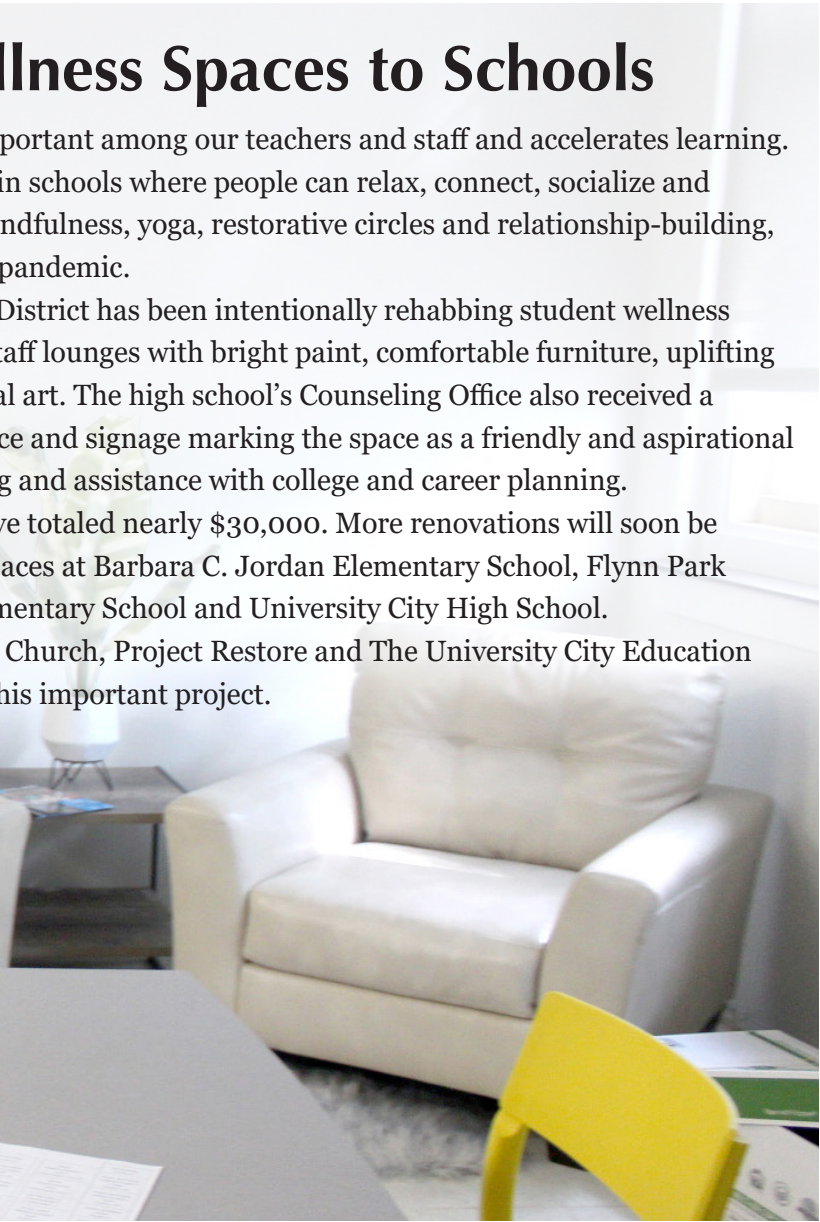 llness Spaces to Schools
portant among our teachers and staff and accelerates learning.
in schools where people can relax, connect, socialize and
ndfulness, yoga, restorative circles and relationship-building,
pandemic.
District has been intentionally rehabbing student wellness
taff lounges with bright paint, comfortable furniture, uplifting
al art. The high school’s Counseling Office also received a
ce and signage marking the space as a friendly and aspirational
g and assistance with college and career planning.
ve totaled nearly $30,000. More renovations will soon be
aces at Barbara C. Jordan Elementary School, Flynn Park
mentary School and University City High School.
Church, Project Restore and The University City Education
his important project.